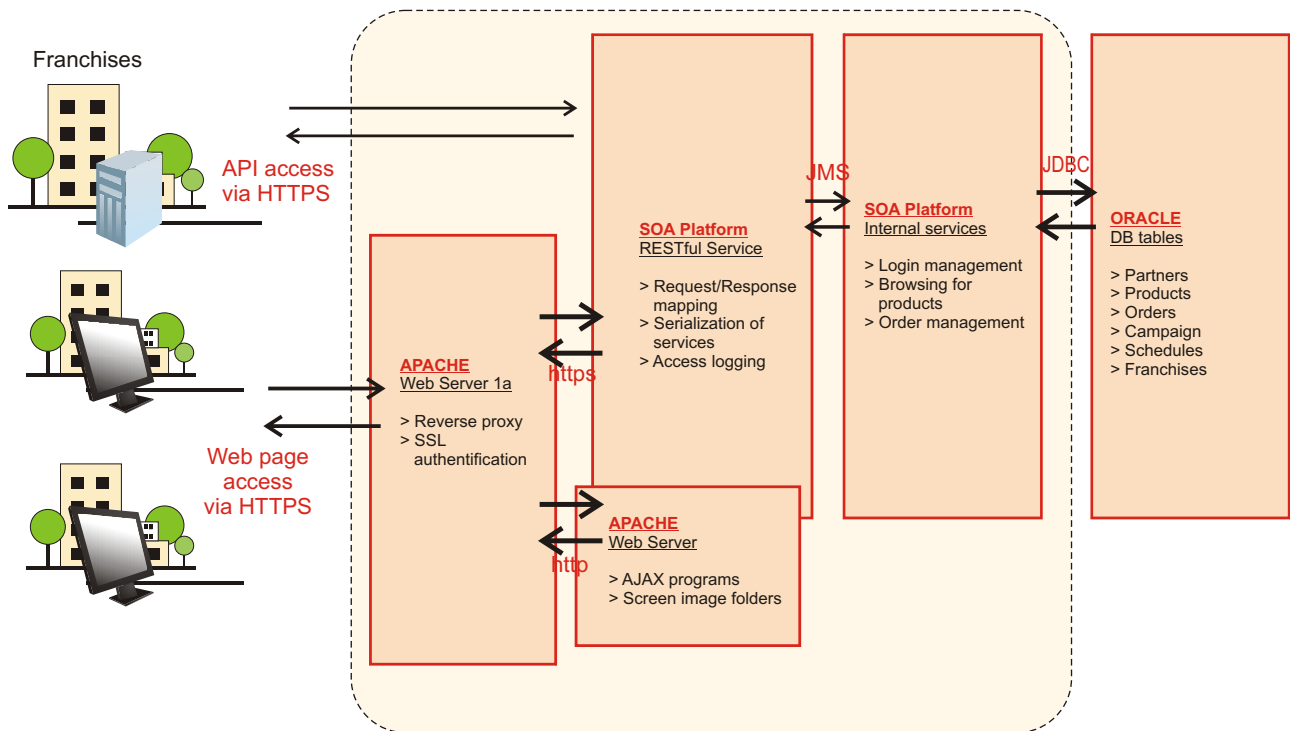 Franchises
API access
via HTTPS
Web page
access
via HTTPS
APACHE
Web Server 1a
> Reverse proxy
> SSL
authentification
https
http
SOA Platform
RESTful Service
> Request/Response
mapping
> Serialization of
services
> Access logging
APACHE
Web Server
> AJAX programs
> Screen image folders
JMS
SOA Platform
Internal services
> Login management
> Browsing for
products
> Order management
JDBC
ORACLE
DB tables
> Partners
> Products
> Orders
> Campaign
> Schedules
> Franchises